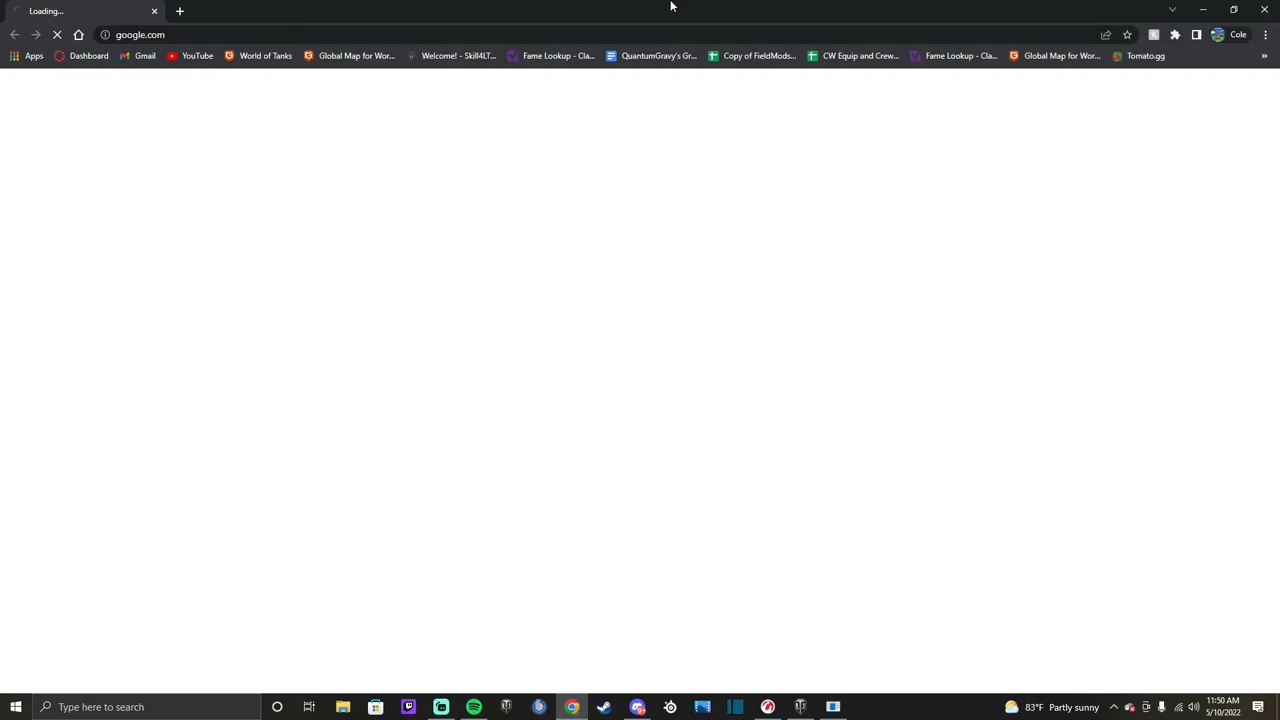 Loading...
google.com
Cole
Apps Dashboard Gmail YouTube World of Tanks Global Map for Wor... Welcome! - Skill4LT... Fame Lookup - Cla... QuantumGravy's Gr... Copy of FieldMods... CW Equip and Crew... Fame Lookup - Cla... Global Map for Wor... Tomato.gg
Type here to search
83°F Partly sunny
11:50 AM
5/10/2022